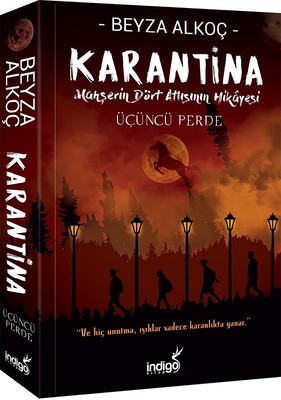 - BEYZA ALKOÇ -
KARANTİNA
Mahşerin Dört Atlısının Hikâyesi
ÜÇÜNCÜ PERDE
"Ve hiç unutma, ışıklar sadece karanlıkta yanar."
indigo
kitap
BEYZA
ALKOÇ
KARANTİNA
ÜÇÜNCÜ
PERDE
indigo